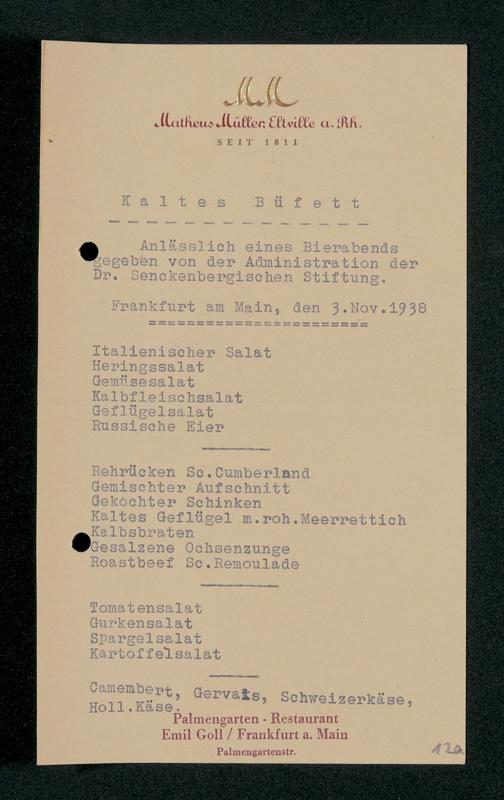 MM
Matheus Müller, Eltville a. Rh.
SEIT 1811
Kaltes Büfett
Anlässlich eines Bierabends
gegeben von der Administration der
Dr. Senckenbergischen Stiftung.
Frankfurt am Main, den 3.Nov.1938
Italienischer Salat
Heringssalat
Gemüsesalat
Kalbfleischsalat
Geflügelsalat
Russische Eier
Rehrücken Sc.Cumberland
Gemischter Aufschnitt
Gekochter Schinken
Kaltes Geflügel m.roh.Meerrettich
Kalbsbraten
Gesalzene Ochsenzunge
Roastbeef Sc.Remoulade
Tomatensalat
Gurkensalat
Spargelsalat
Kartoffelsalat
Camembert, Gervais, Schweizerkäse,
Holl.Käse.
Palmengarten - Restaurant
Emil Goll / Frankfurt a. Main
Palmengartenstr.
12a